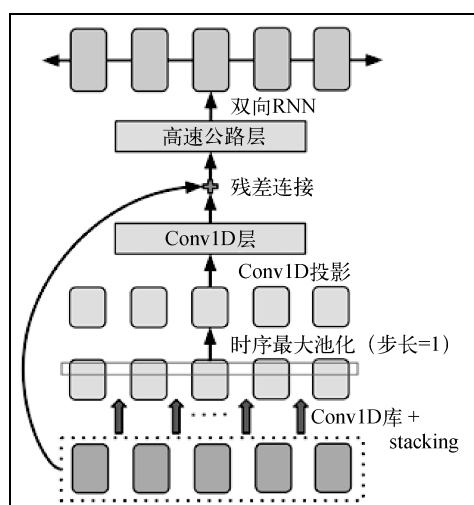 双向RNN
高速公路层
残差连接
Conv1D层
Conv1D投影
时序最大池化（步长=1）
Conv1D库 +
stacking